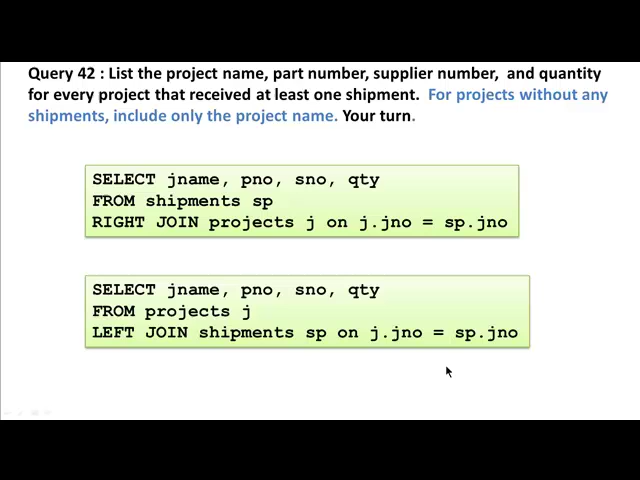 Query 42 : List the project name, part number, supplier number,  and quantity
for every project that received at least one shipment.  For projects without any
shipments, include only the project name. Your turn.
SELECT jname, pno, sno, qty
FROM shipments sp
RIGHT JOIN projects j on j.jno = sp.jno
SELECT jname, pno, sno, qty
FROM projects j
LEFT JOIN shipments sp on j.jno = sp.jno